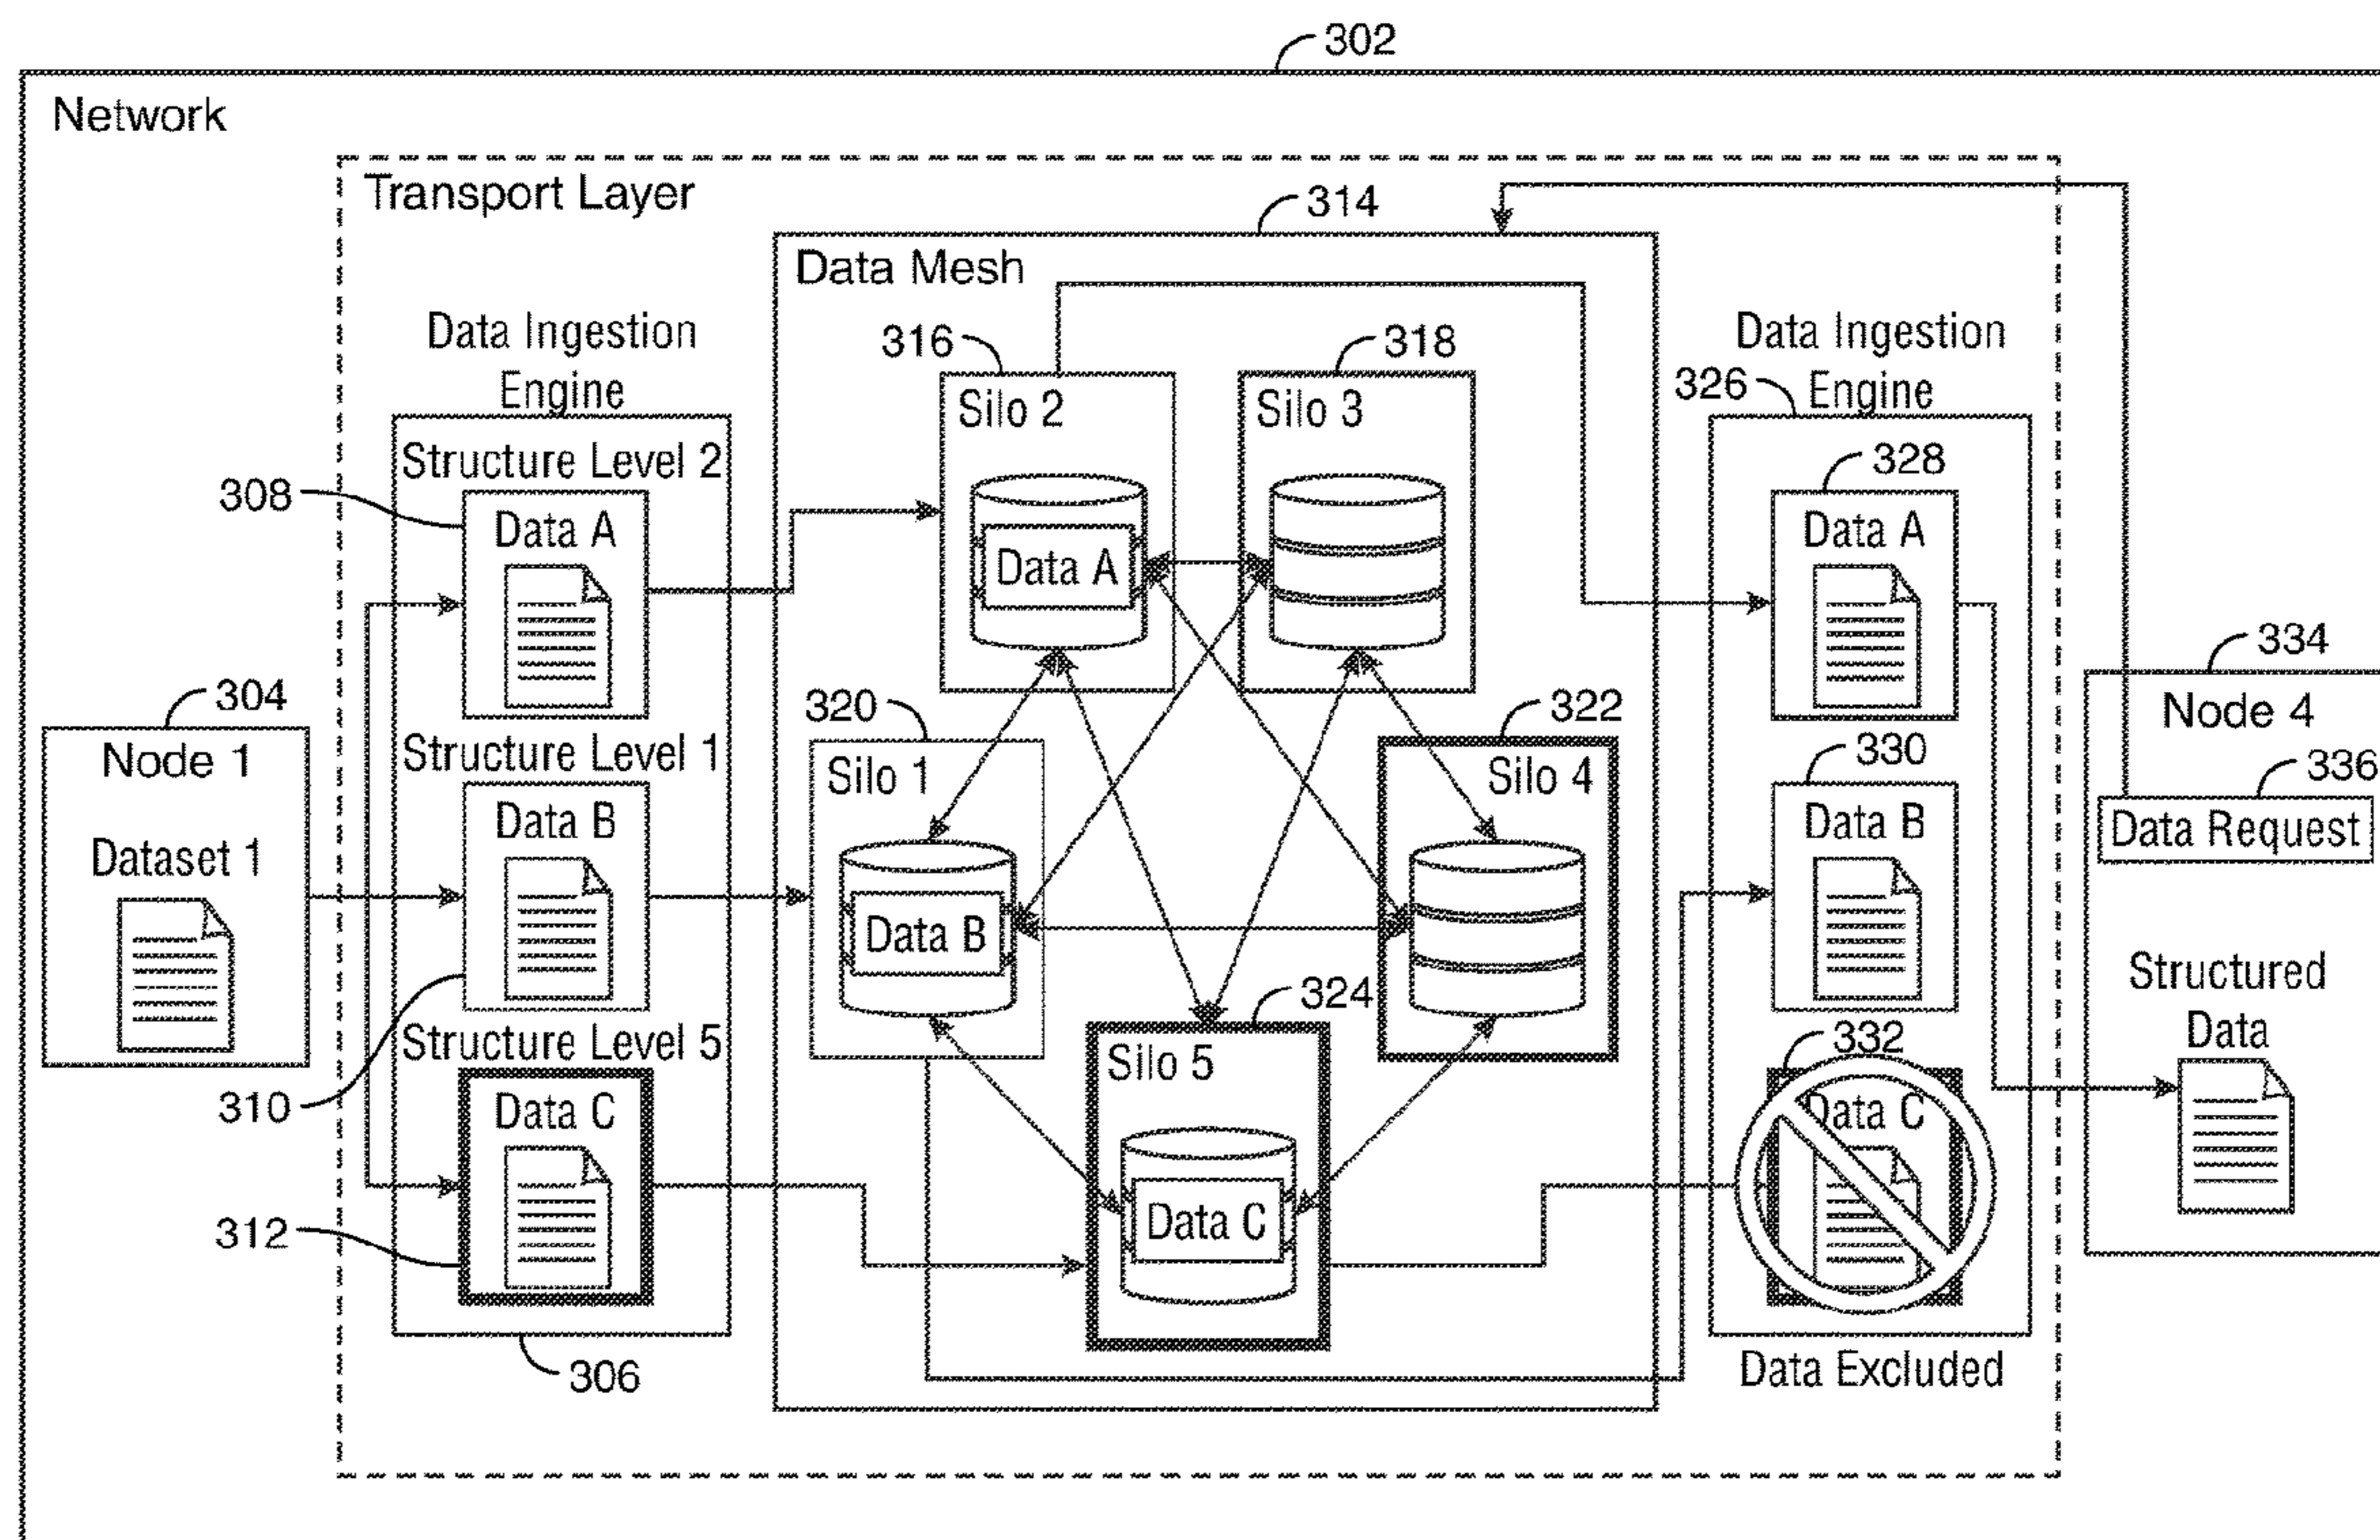 302
Network
Transport Layer
314
Data Mesh
Data Ingestion
Engine
316
318
Data Ingestion
326
Engine
Silo 2
Silo 3
Structure Level 2
308
Data A
Data A
328
Data A
334
Node 4
304
Node 1
Dataset 1
Structure Level 1
320
322
330
336
Silo 1
Silo 4
Data B
Data B
Data B
Data Request
Structured
Data
324
Structure Level 5
332
310
Silo 5
Data C
Data C
312
Data C
306
Data Excluded